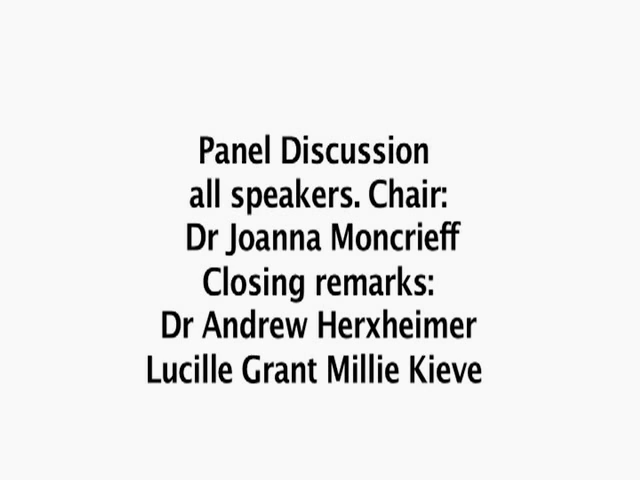 Panel Discussion
all speakers. Chair:
Dr Joanna Moncrieff
Closing remarks:
Dr Andrew Herxheimer
Lucille Grant Millie Kieve